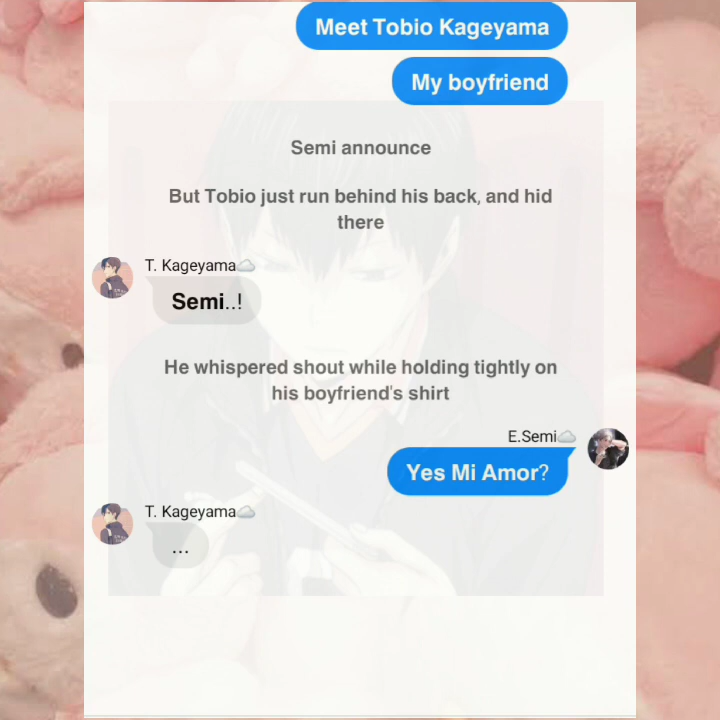 Meet Tobio Kageyama
My boyfriend
Semi announce
But Tobio just run behind his back, and hid
there
T. Kageyama☁️
Semi..!
He whispered shout while holding tightly on
his boyfriend's shirt
E.Semi☁️
Yes Mi Amor?
T. Kageyama☁️
...